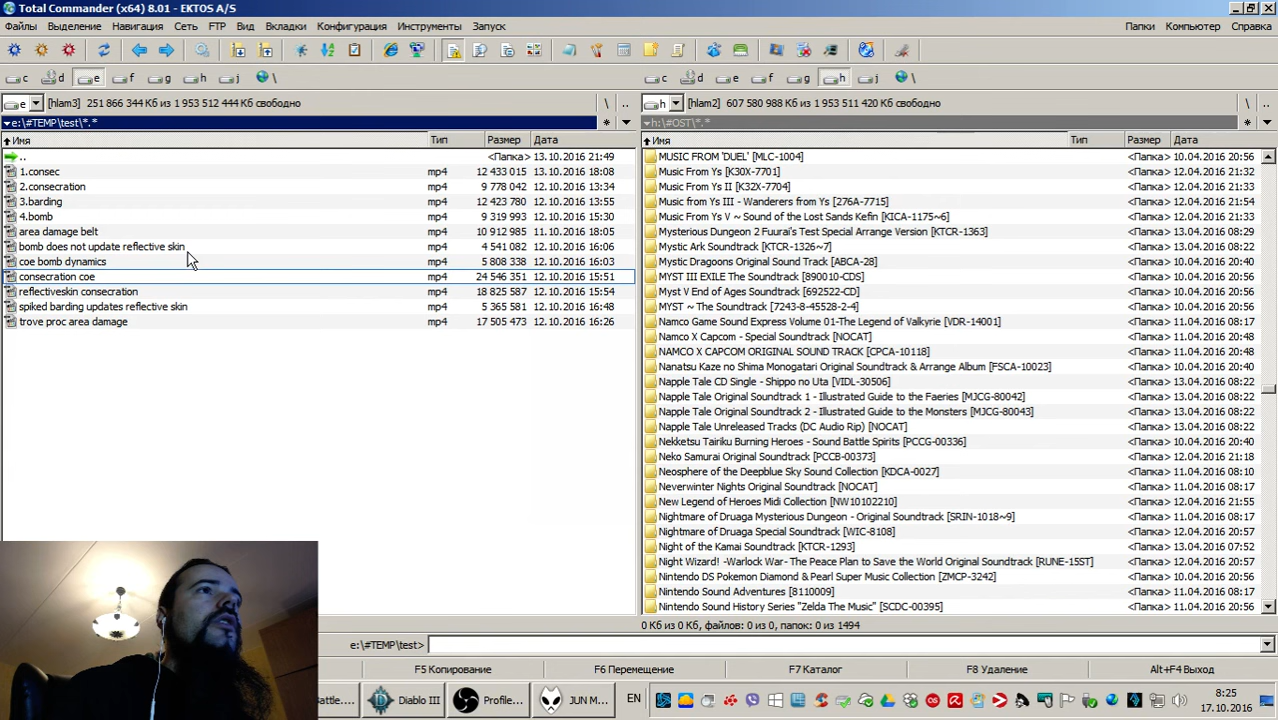 Total Commander (x64) 8.01 - EKTOS A/S
Файлы Выделение Навигация Сеть FTP Вид Вкладки Конфигурация Инструменты Запуск Папки Компьютер Справка
c d e f g h j \ c d e f g h j \
e [hlam3] 251 866 344 Кб из 1 953 512 444 Кб свободно \ .. h [hlam2] 607 580 988 Кб из 1 953 511 420 Кб свободно \ ..
e:\#TEMP\test\*.* h:\#OST\*.*
Имя Тип Размер Дата Имя Тип Размер Дата
.. <Папка> 13.10.2016 21:49 MUSIC FROM 'DUEL' [MLC-1004] <Папка> 10.04.2016 20:56
1.consec mp4 12 433 015 13.10.2016 18:08 Music From Ys [K30X-7701] <Папка> 12.04.2016 21:33
2.consecration mp4 9 778 042 12.10.2016 13:34 Music From Ys II [K32X-7704] <Папка> 12.04.2016 21:33
3.barding mp4 12 423 780 12.10.2016 13:55 Music from Ys III - Wanderers from Ys [276A-7715] <Папка> 12.04.2016 21:33
4.bomb mp4 9 319 993 12.10.2016 15:30 Music From Ys V ~ Sound of the Lost Sands Kefin [KICA-1175~6] <Папка> 12.04.2016 21:33
area damage belt mp4 10 912 985 11.10.2016 18:05 Mysterious Dungeon 2 Fuurai's Test Special Arrange Version [KTCR-1363] <Папка> 10.04.2016 20:56
bomb does not update reflective skin mp4 4 541 082 12.10.2016 16:06 Mystic Ark Soundtrack [KTCR-1326~7] <Папка> 10.04.2016 20:56
coe bomb dynamics mp4 5 808 338 12.10.2016 16:03 Mystic Dragoons Original Sound Track [ABCA-28] <Папка> 10.04.2016 20:56
consecration coe mp4 24 546 351 12.10.2016 15:51 MYST III EXILE The Soundtrack [890010-CDS] <Папка> 10.04.2016 20:56
reflectiveskin consecration mp4 18 825 587 12.10.2016 15:54 Myst V End of Ages Soundtrack [692522-CD] <Папка> 10.04.2016 20:56
spiked barding updates reflective skin mp4 5 365 581 12.10.2016 16:48 MYST ~ The Soundtrack [7243-8-45528-2-4] <Папка> 10.04.2016 20:56
trove proc area damage mp4 17 505 473 12.10.2016 16:26 Namco Game Sound Express Volume 01-The Legend of Valkyrie [VDR-14001] <Папка> 11.04.2016 08:17
Namco X Capcom - Special Soundtrack [NOCAT] <Папка> 11.04.2016 20:48
NAMCO X CAPCOM ORIGINAL SOUND TRACK [CPCA-10118] <Папка> 11.04.2016 20:48
Nanatsu Kaze no Shima Monogatari Original Soundtrack & Arrange Album [FSCA-10023] <Папка> 10.04.2016 20:40
Napple Tale CD Single - Shippo no Uta [VIDL-30506] <Папка> 13.04.2016 08:22
Napple Tale Original Soundtrack 1 - Illustrated Guide to the Faeries [MJCG-80042] <Папка> 13.04.2016 08:22
Napple Tale Original Soundtrack 2 - Illustrated Guide to the Monsters [MJCG-80043] <Папка> 13.04.2016 08:22
Napple Tale Unreleased Tracks (DC Audio Rip) [NOCAT] <Папка> 13.04.2016 08:22
Nekketsu Tairiku Burning Heroes - Sound Battle Spirits [PCCG-00336] <Папка> 10.04.2016 20:40
Neko Samurai Original Soundtrack [PCCB-00373] <Папка> 12.04.2016 21:18
Neosphere of the Deepblue Sky Sound Collection [KDCA-0027] <Папка> 11.04.2016 08:10
Neverwinter Nights Original Soundtrack [NOCAT] <Папка> 11.04.2016 08:17
New Legend of Heroes Midi Collection [NW10102210] <Папка> 12.04.2016 21:55
Nightmare of Druaga Mysterious Dungeon - Original Soundtrack [SRIN-1018~9] <Папка> 11.04.2016 08:17
Nightmare of Druaga Soundtrack [WIC-8108] <Папка> 12.04.2016 20:57
Night of the Kamai Soundtrack [KTCR-1293] <Папка> 13.04.2016 07:52
Night Wizard! -Warlock War- The Peace Plan to Save the World Original Soundtrack [RUNE-15ST] <Папка> 12.04.2016 20:57
Nintendo DS Pokemon Diamond & Pearl Super Music Collection [ZMCP-3242] <Папка> 10.04.2016 20:56
Nintendo Sound Adventures [8110009] <Папка> 11.04.2016 08:17
Nintendo Sound History Series "Zelda The Music" [SCDC-00395] <Папка> 11.04.2016 20:56
0 Кб из 0 Кб, файлов: 0 из 0, папок: 0 из 1494
e:\#TEMP\test>
F5 Копирование F6 Перемещение F7 Каталог F8 Удаление Alt+F4 Выход
Battle.... Diablo III Profile... JUN M... EN 8:25
17.10.2016